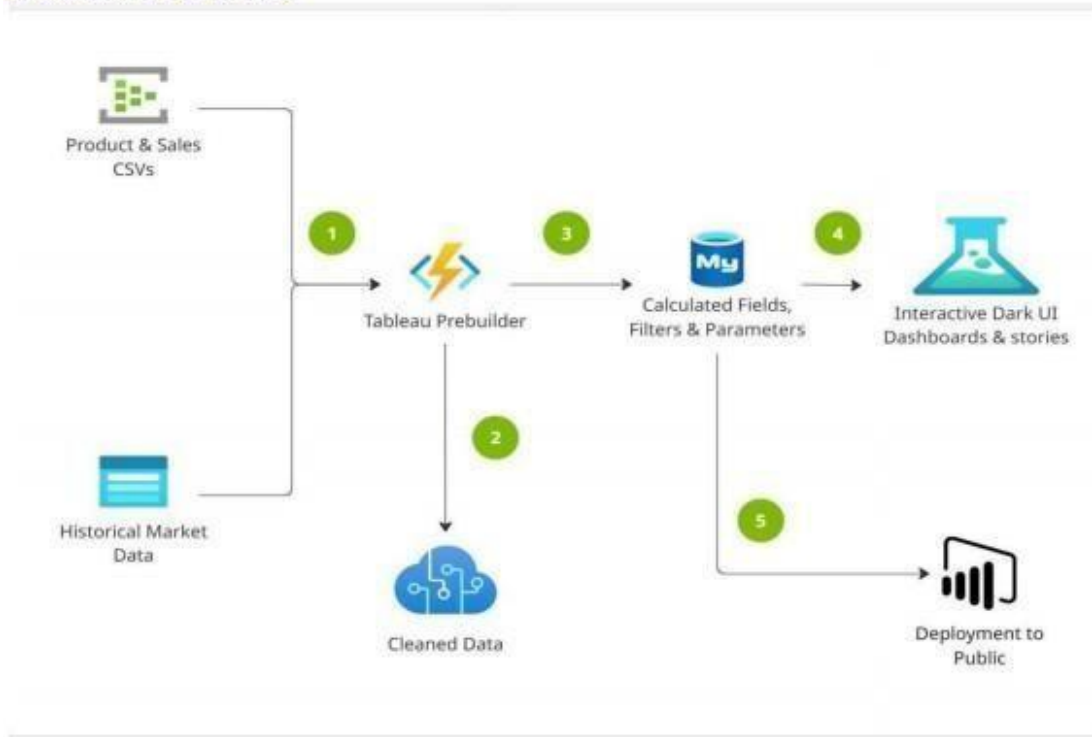 Product & Sales
CSVs
1
3
4
My
Tableau Prebuilder
Calculated Fields,
Filters & Parameters
Interactive Dark UI
Dashboards & stories
2
Historical Market
Data
5
Cleaned Data
Deployment to
Public